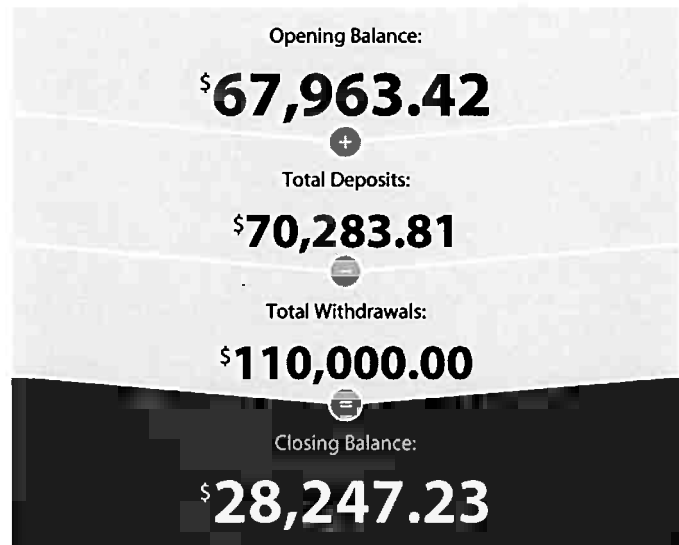 Opening Balance:
$67,963.42
+
Total Deposits:
$70,283.81
–
Total Withdrawals:
$110,000.00
=
Closing Balance:
$28,247.23